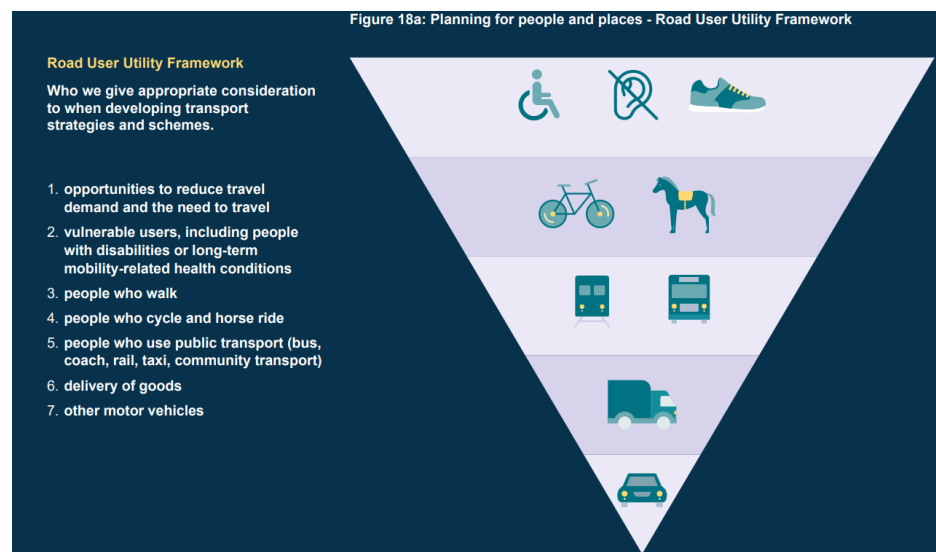 Figure 18a: Planning for people and places - Road User Utility Framework
Road User Utility Framework
Who we give appropriate consideration
to when developing transport
strategies and schemes.
1. opportunities to reduce travel
demand and the need to travel
2. vulnerable users, including people
with disabilities or long-term
mobility-related health conditions
3. people who walk
4. people who cycle and horse ride
5. people who use public transport (bus,
coach, rail, taxi, community transport)
6. delivery of goods
7. other motor vehicles